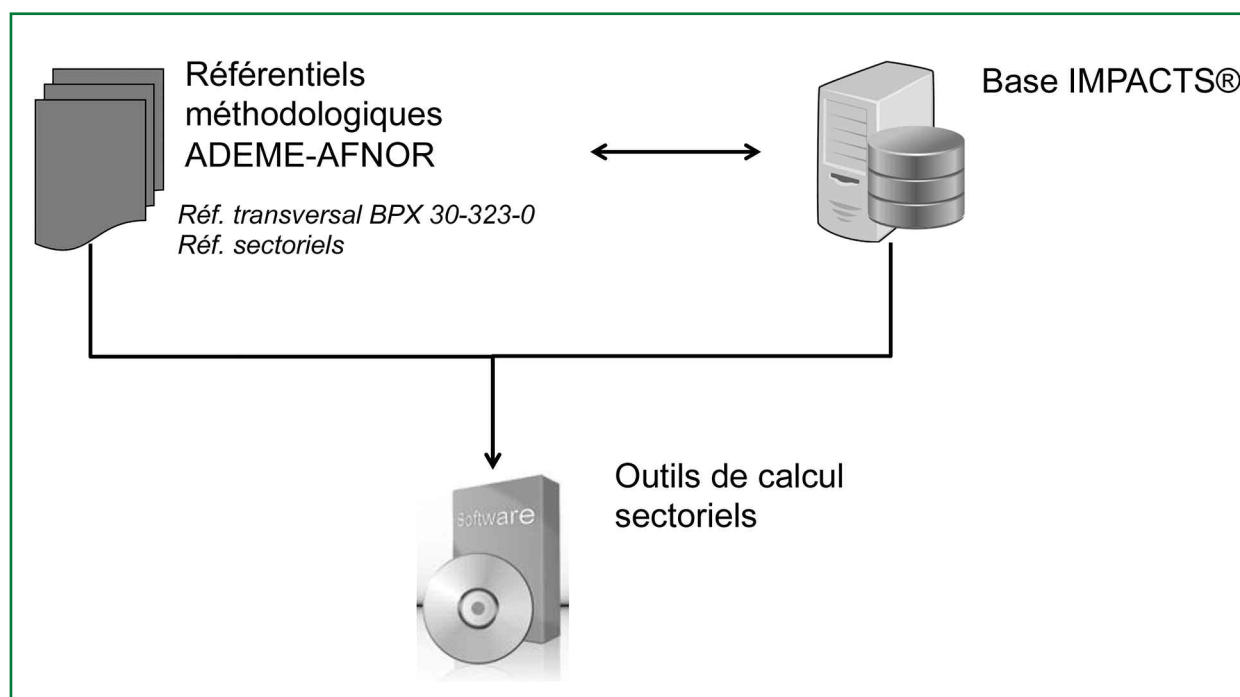 Référentiels
méthodologiques
ADEME-AFNOR
Réf. transversal BPX 30-323-0
Réf. sectoriels
Base IMPACTS®
Software
Outils de calcul
sectoriels